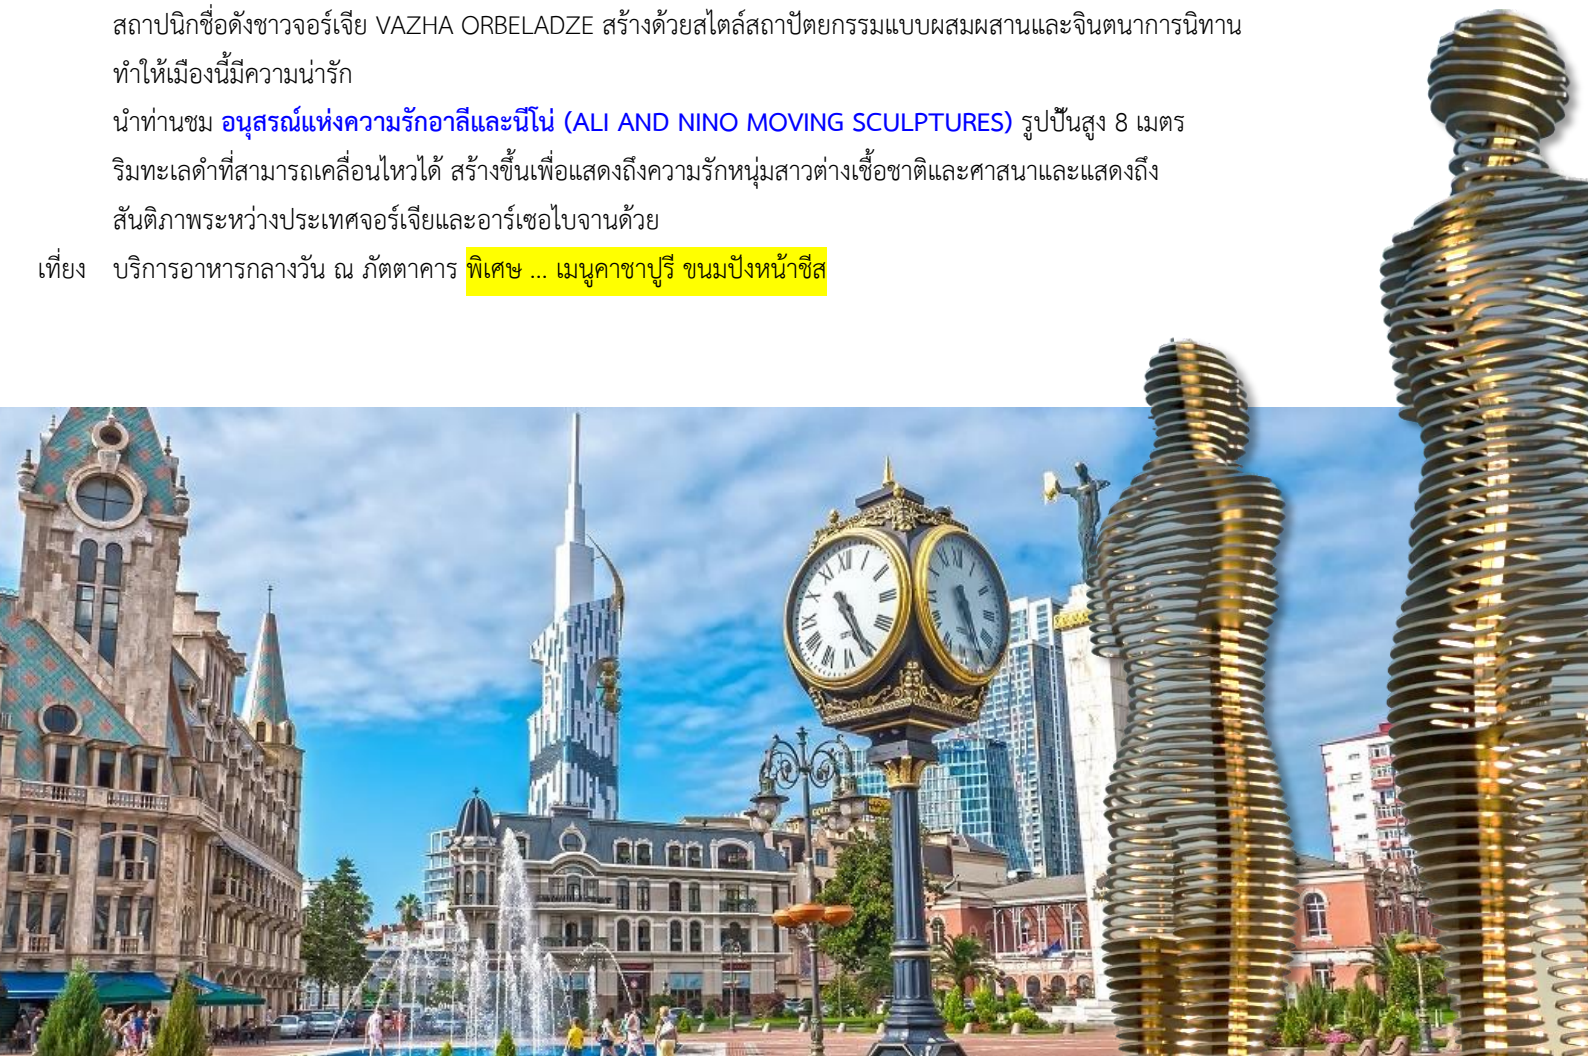 สถาปนิกชื่อดังชาวจอร์เจีย VAZHA ORBELADZE สร้างด้วยสไตล์สถาปัตยกรรมแบบผสมผสานและจินตนาการนิทาน
ทำให้เมืองนี้มีความน่ารัก
นำท่านชม อนุสรณ์แห่งความรักอาลีและนีโน่ (ALI AND NINO MOVING SCULPTURES) รูปปั้นสูง 8 เมตร
ริมทะเลดำที่สามารถเคลื่อนไหวได้ สร้างขึ้นเพื่อแสดงถึงความรักหนุ่มสาวต่างเชื้อชาติและศาสนาและแสดงถึง
สันติภาพระหว่างประเทศจอร์เจียและอาร์เซอไบจานด้วย
เที่ยง บริการอาหารกลางวัน ณ ภัตตาคาร พิเศษ ... เมนูคาชาปูรี ขนมปังหน้าชีส